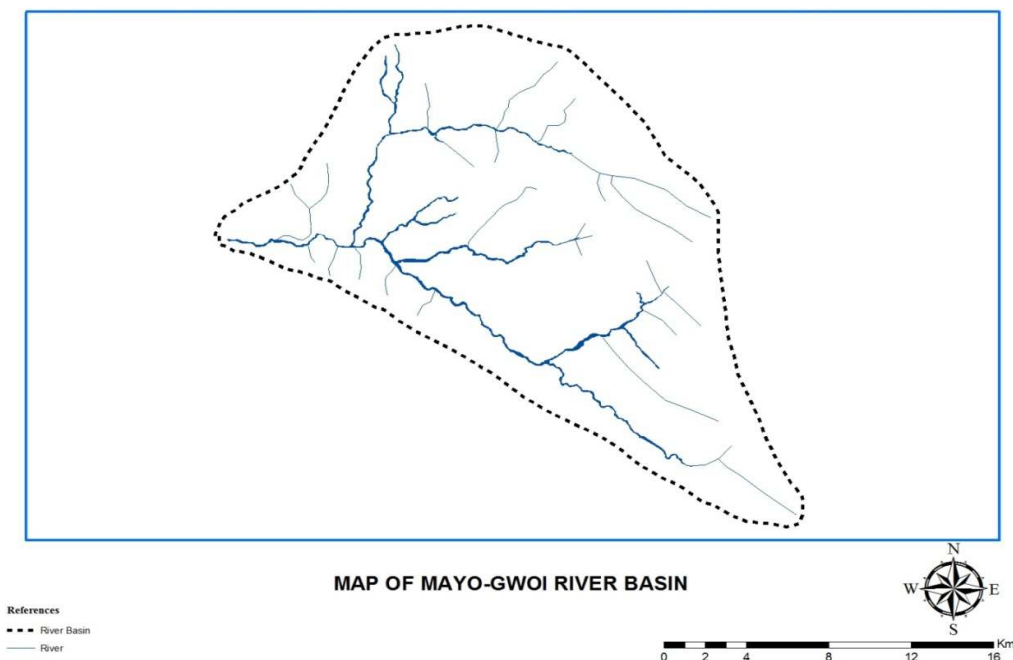 N
W E
S
MAP OF MAYO-GWOI RIVER BASIN
References
River Basin
River
Km
0 2 4 8 12 16